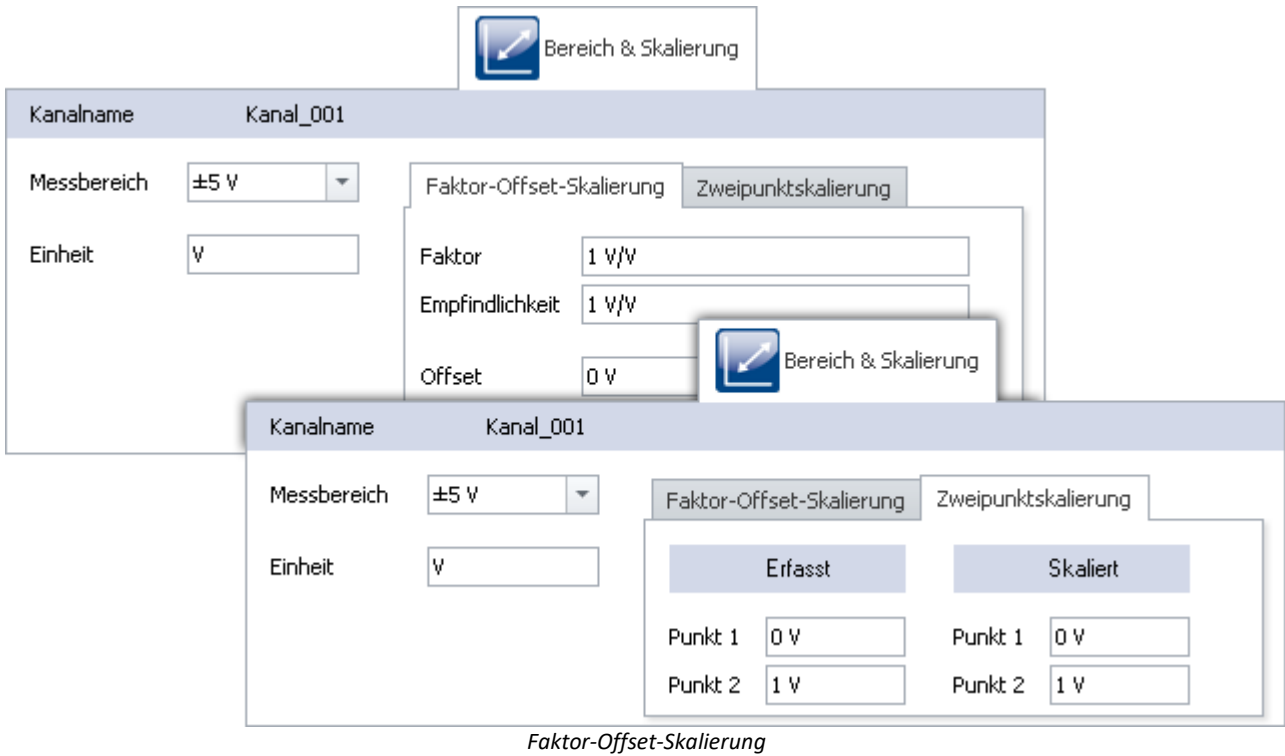 Bereich & Skalierung
Kanalname Kanal_001
Messbereich ±5 V
Faktor-Offset-Skalierung Zweipunktskalierung
Einheit V
Faktor 1 V/V
Empfindlichkeit 1 V/V
Offset 0 V
Bereich & Skalierung
Kanalname Kanal_001
Messbereich ±5 V
Faktor-Offset-Skalierung Zweipunktskalierung
Einheit V
Erfasst Skaliert
Punkt 1 0 V Punkt 1 0 V
Punkt 2 1 V Punkt 2 1 V
Faktor-Offset-Skalierung